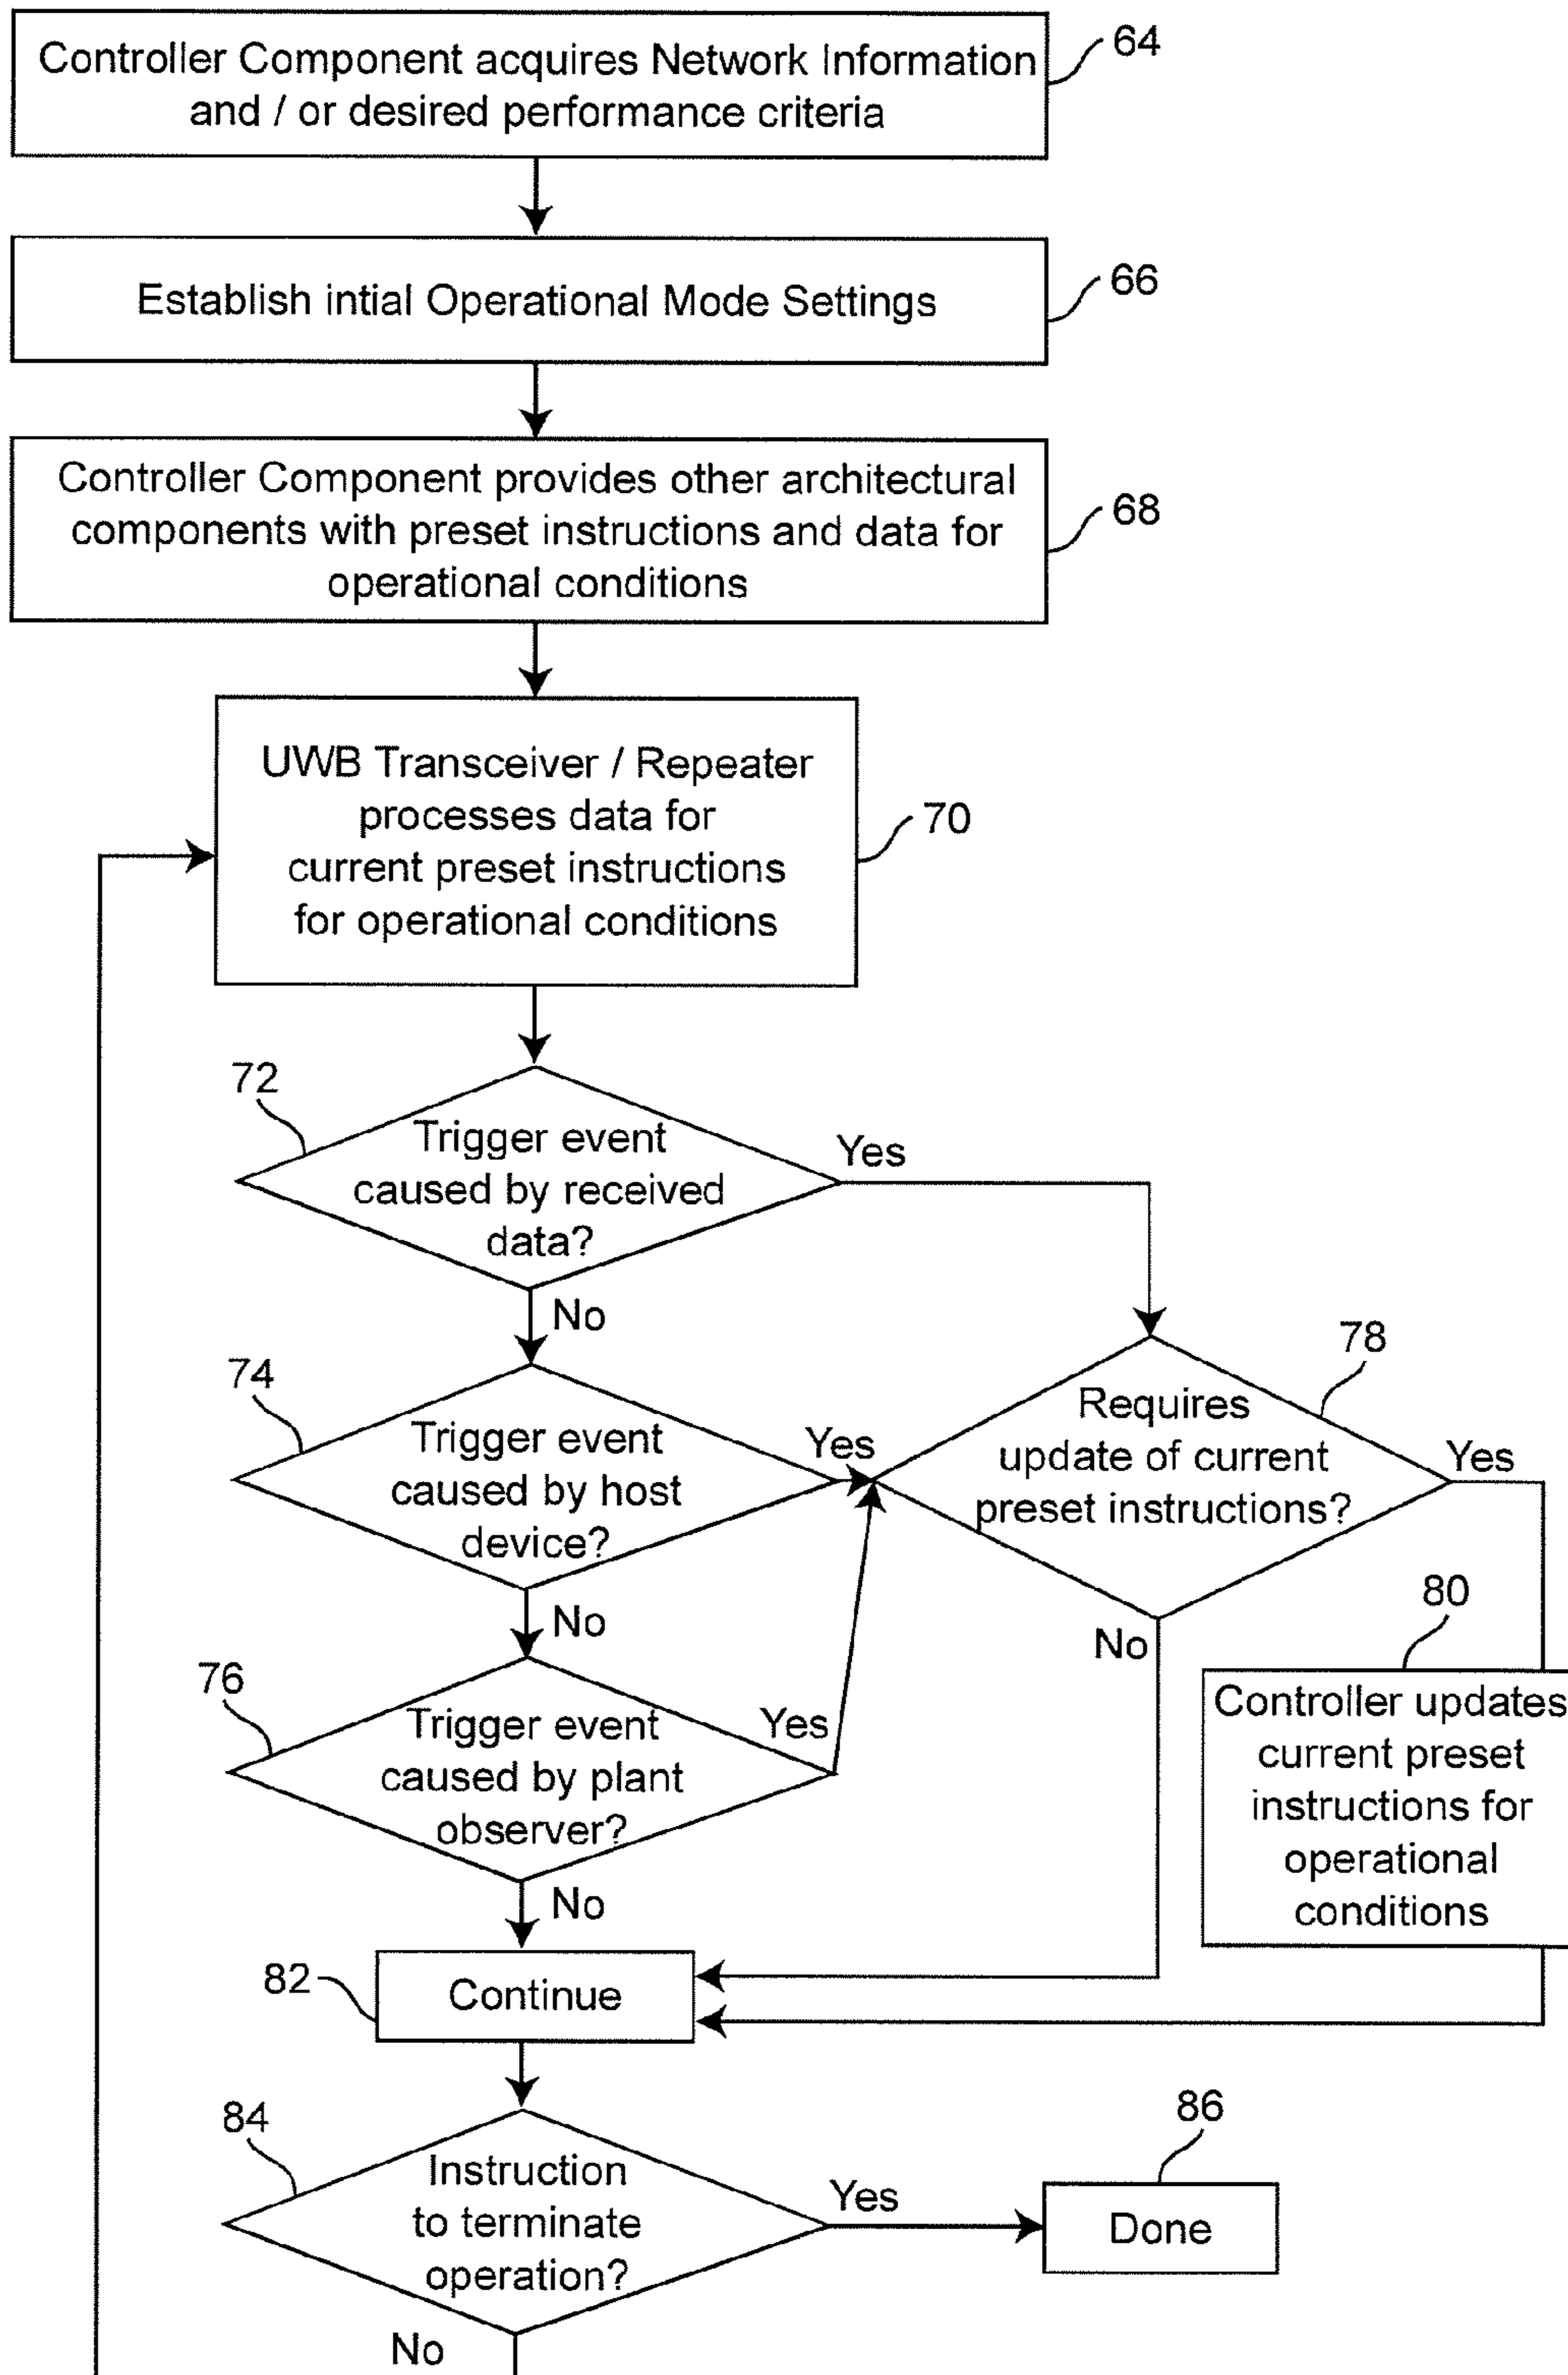 Controller Component acquires Network Information
and / or desired performance criteria
64
Establish intial Operational Mode Settings
66
Controller Component provides other architectural
components with preset instructions and data for
operational conditions
68
UWB Transceiver / Repeater
processes data for
current preset instructions
for operational conditions
70
72
Trigger event
caused by received
data?
Yes
No
74
Trigger event
caused by host
device?
Yes
No
78
Requires
update of current
preset instructions?
Yes
No
76
Trigger event
caused by plant
observer?
Yes
No
80
Controller updates
current preset
instructions for
operational
conditions
82
Continue
84
Instruction
to terminate
operation?
Yes
No
86
Done